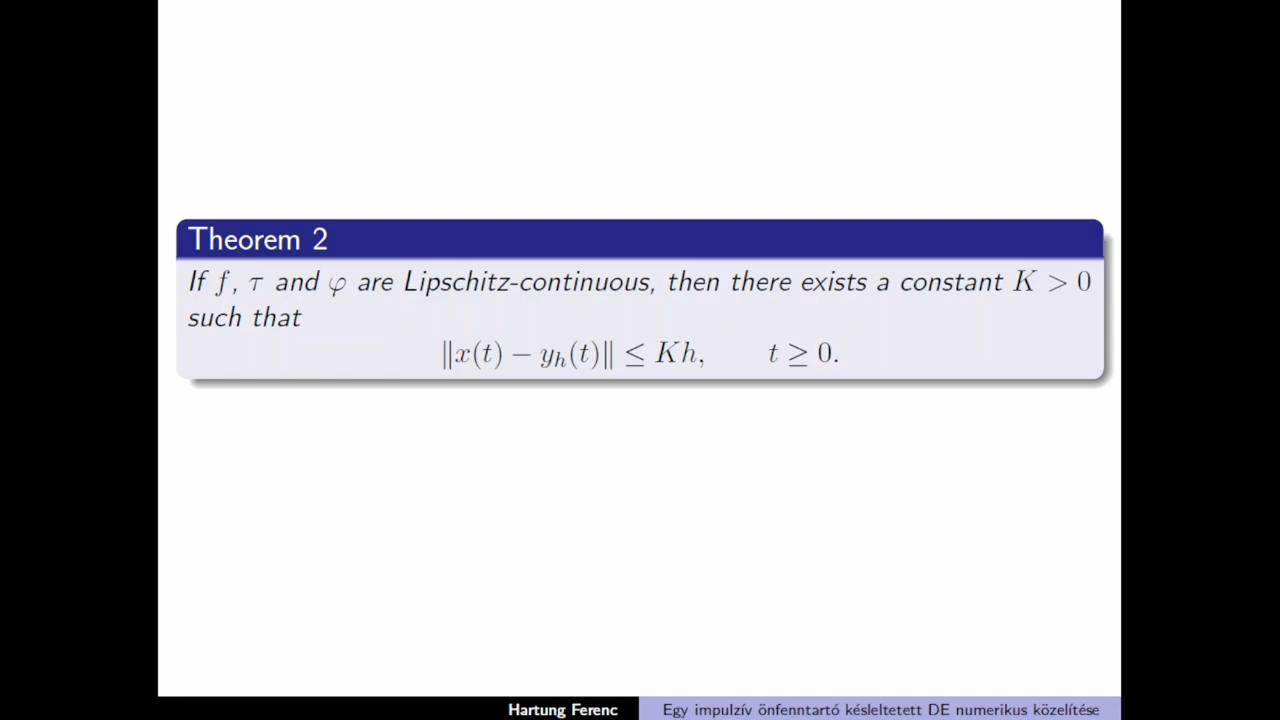 Theorem 2
If f, τ and φ are Lipschitz-continuous, then there exists a constant K > 0
such that
‖x(t) − y_h(t)‖ ≤ Kh, t ≥ 0.
Hartung Ferenc
Egy impulzív önfenntartó késleltetett DE numerikus közelítése